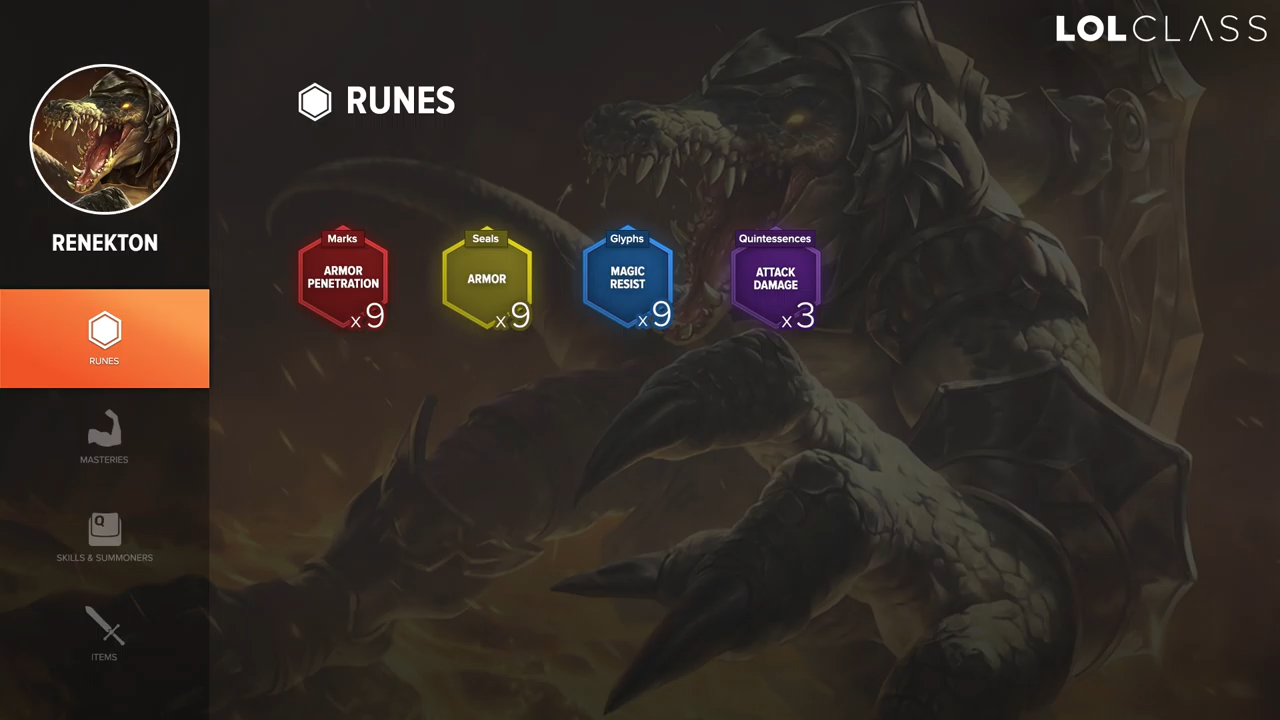 LOLCLASS
RUNES
RENEKTON
Marks
ARMOR
PENETRATION
x9
Seals
ARMOR
x9
Glyphs
MAGIC
RESIST
x9
Quintessences
ATTACK
DAMAGE
x3
RUNES
MASTERIES
Q
SKILLS & SUMMONERS
ITEMS